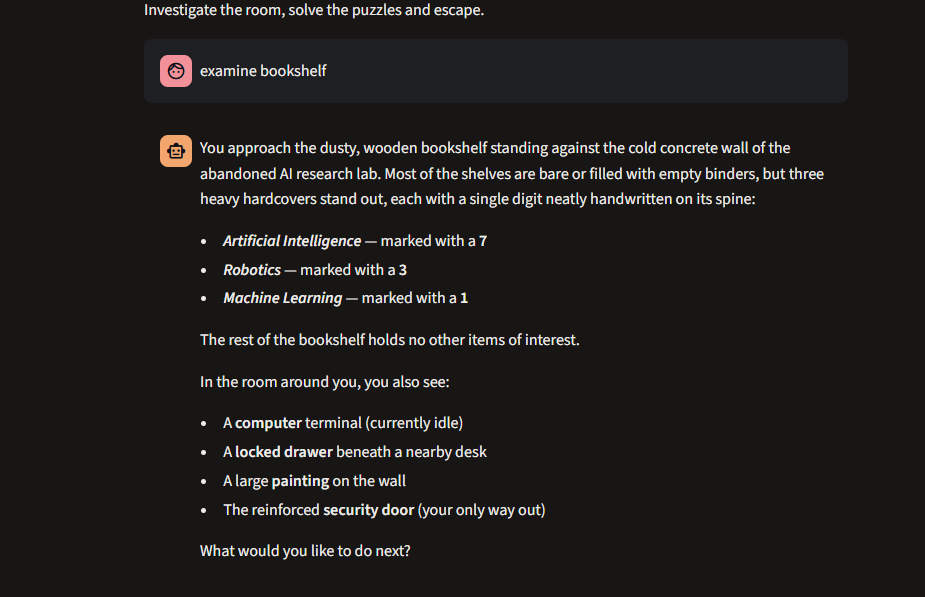 Investigate the room, solve the puzzles and escape.
examine bookshelf
You approach the dusty, wooden bookshelf standing against the cold concrete wall of the
abandoned AI research lab. Most of the shelves are bare or filled with empty binders, but three
heavy hardcovers stand out, each with a single digit neatly handwritten on its spine:
• Artificial Intelligence — marked with a 7
• Robotics — marked with a 3
• Machine Learning — marked with a 1
The rest of the bookshelf holds no other items of interest.
In the room around you, you also see:
• A computer terminal (currently idle)
• A locked drawer beneath a nearby desk
• A large painting on the wall
• The reinforced security door (your only way out)
What would you like to do next?